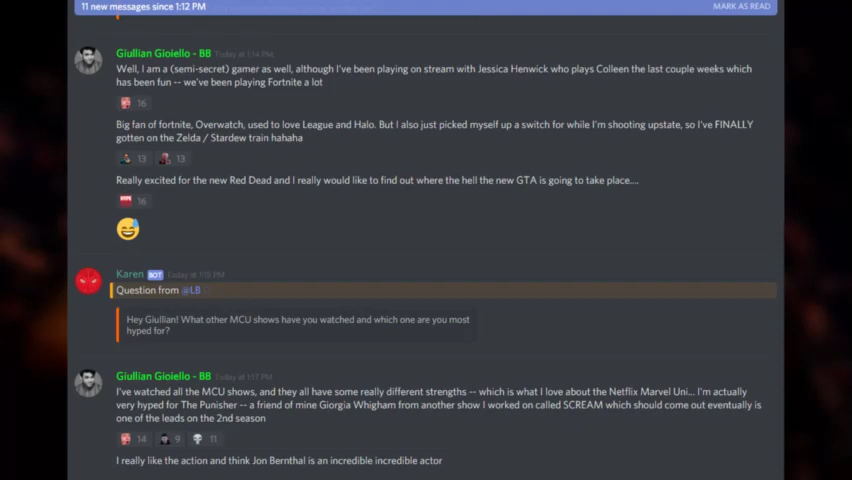 11 new messages since 1:12 PM
MARK AS READ
Giullian Gioiello - BB Today at 1:14 PM
Well, I am a (semi-secret) gamer as well, although I've been playing on stream with Jessica Henwick who plays Colleen the last couple weeks which
has been fun -- we've been playing Fortnite a lot
16
Big fan of fortnite, Overwatch, used to love League and Halo. But I also just picked myself up a switch for while I'm shooting upstate, so I've FINALLY
gotten on the Zelda / Stardew train hahaha
13 13
Really excited for the new Red Dead and I really would like to find out where the hell the new GTA is going to take place....
16
Karen BOT Today at 1:15 PM
Question from @LB
Hey Giullian! What other MCU shows have you watched and which one are you most
hyped for?
Giullian Gioiello - BB Today at 1:17 PM
I've watched all the MCU shows, and they all have some really different strengths -- which is what I love about the Netflix Marvel Uni... I'm actually
very hyped for The Punisher -- a friend of mine Giorgia Whigham from another show I worked on called SCREAM which should come out eventually is
one of the leads on the 2nd season
14 9 11
I really like the action and think Jon Bernthal is an incredible incredible actor